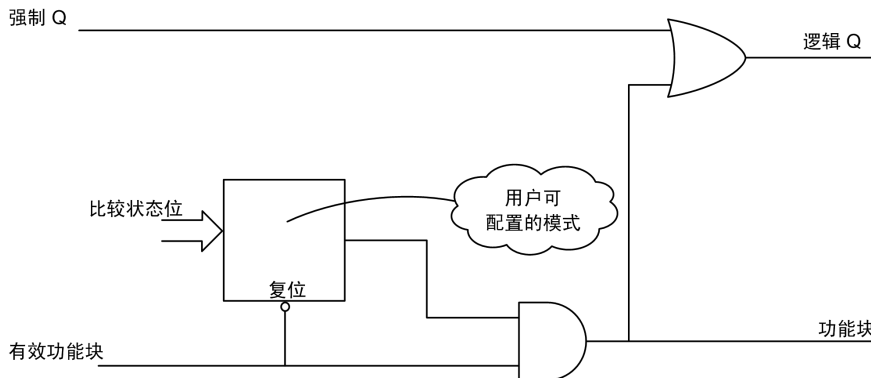 强制 Q
逻辑 Q
用户可
配置的模式
比较状态位
复位
功能块
有效功能块